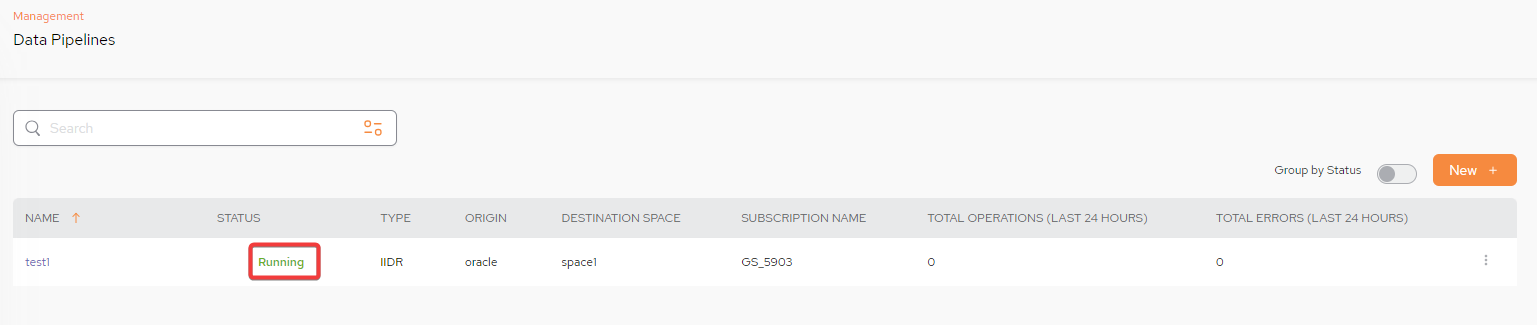 Management
Data Pipelines
Search
Group by Status New +
NAME ↑ STATUS TYPE ORIGIN DESTINATION SPACE SUBSCRIPTION NAME TOTAL OPERATIONS (LAST 24 HOURS) TOTAL ERRORS (LAST 24 HOURS)
test1 Running IIDR oracle space1 GS_5903 0 0